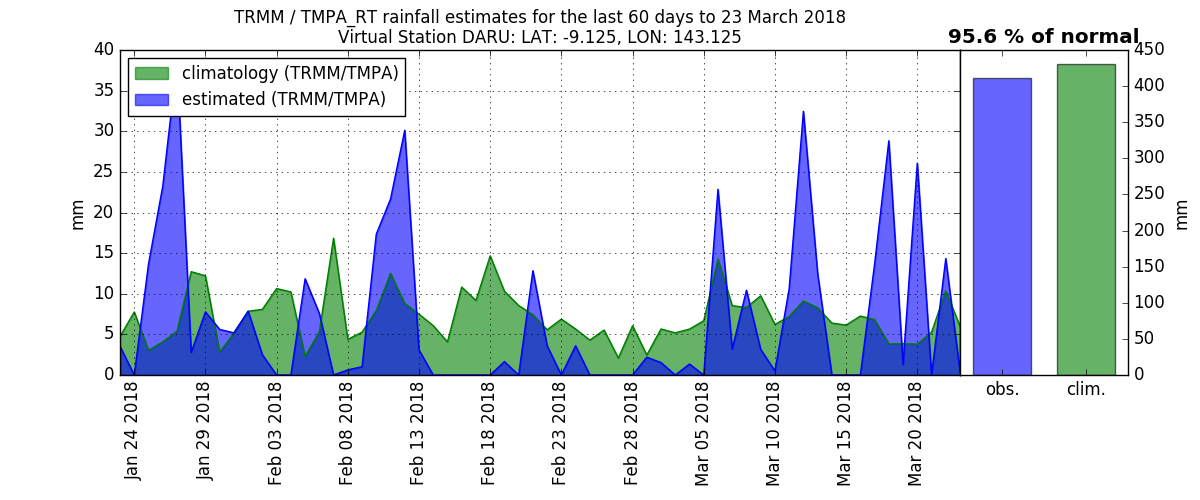 TRMM / TMPA_RT rainfall estimates for the last 60 days to 23 March 2018
Virtual Station DARU: LAT: -9.125, LON: 143.125
95.6 % of normal
climatology (TRMM/TMPA)
estimated (TRMM/TMPA)
40
35
30
25
20
15
10
5
0
mm
450
400
350
300
250
200
150
100
50
0
mm
Jan 24 2018
Jan 29 2018
Feb 03 2018
Feb 08 2018
Feb 13 2018
Feb 18 2018
Feb 23 2018
Feb 28 2018
Mar 05 2018
Mar 10 2018
Mar 15 2018
Mar 20 2018
obs.
clim.